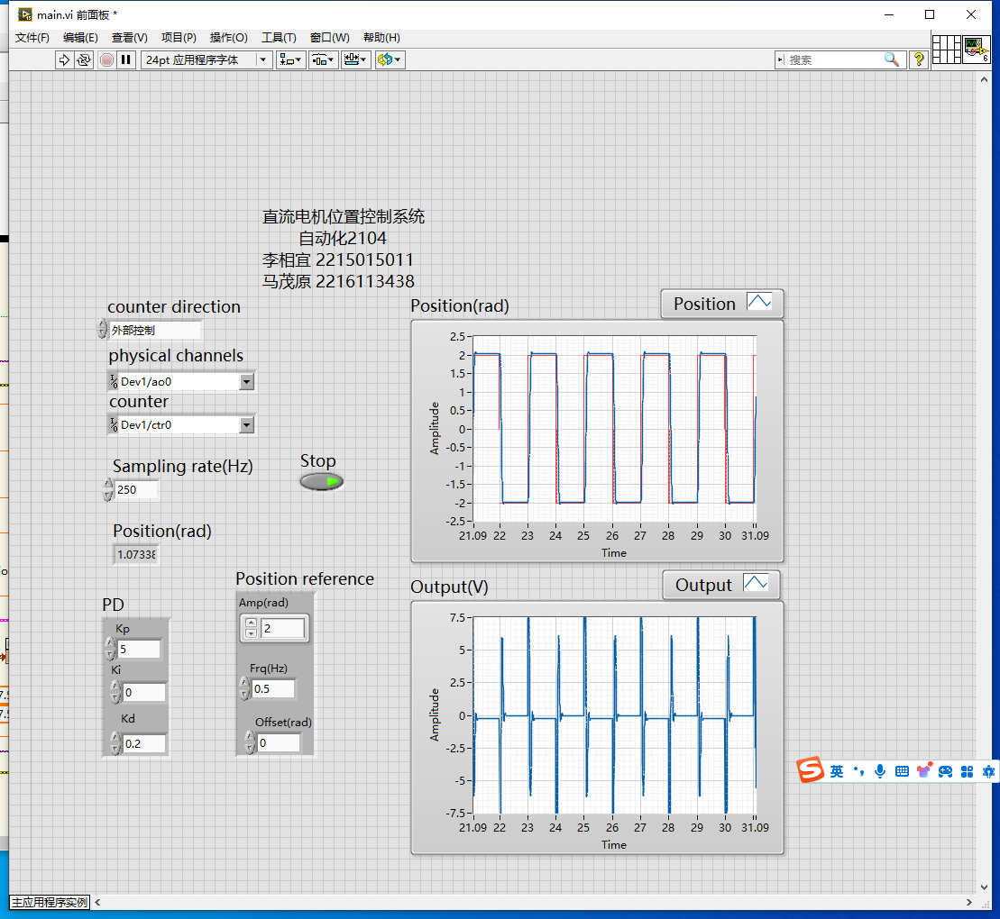 main.vi 前面板 *
文件(F) 编辑(E) 查看(V) 项目(P) 操作(O) 工具(T) 窗口(W) 帮助(H)
24pt 应用程序字体
搜索
?
6
直流电机位置控制系统
自动化2104
李相宜 2215015011
马茂原 2216113438
counter direction
外部控制
physical channels
Dev1/ao0
counter
Dev1/ctr0
Sampling rate(Hz)
250
Stop
Position(rad)
1.07338
PD
Kp
5
Ki
0
Kd
0.2
Position reference
Amp(rad)
2
Frq(Hz)
0.5
Offset(rad)
0
Position(rad)
Position
Amplitude
2.5
2
1.5
1
0.5
0
-0.5
-1
-1.5
-2
-2.5
21.09 22 23 24 25 26 27 28 29 30 31.09
Time
Output(V)
Output
Amplitude
7.5
5
2.5
0
-2.5
-5
-7.5
21.09 22 23 24 25 26 27 28 29 30 31.09
Time
英
主应用程序实例